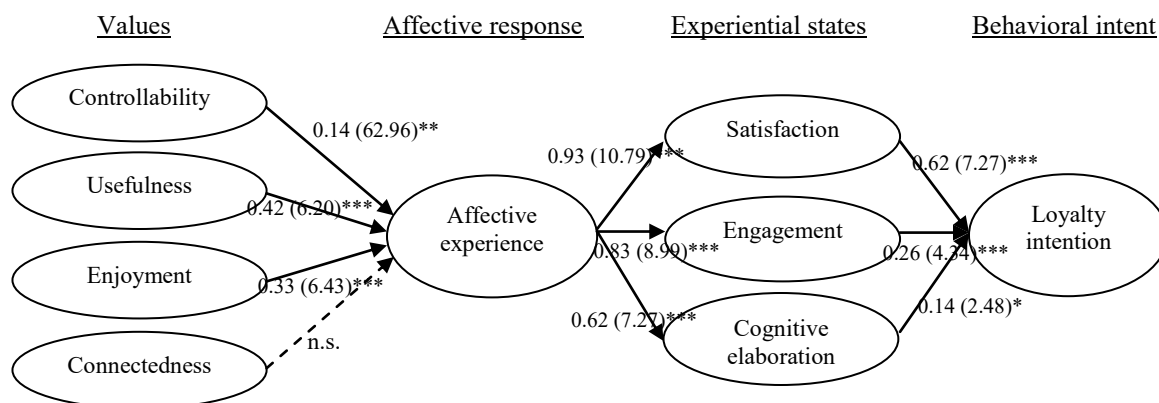 Values
Affective response
Experiential states
Behavioral intent
Controllability
0.14 (62.96)**
Usefulness
0.42 (6.20)***
Enjoyment
0.33 (6.43)***
Connectedness
n.s.
Affective
experience
0.93 (10.79)***
0.83 (8.99)***
0.62 (7.27)***
Satisfaction
Engagement
Cognitive
elaboration
0.62 (7.27)***
0.26 (4.34)***
0.14 (2.48)*
Loyalty
intention